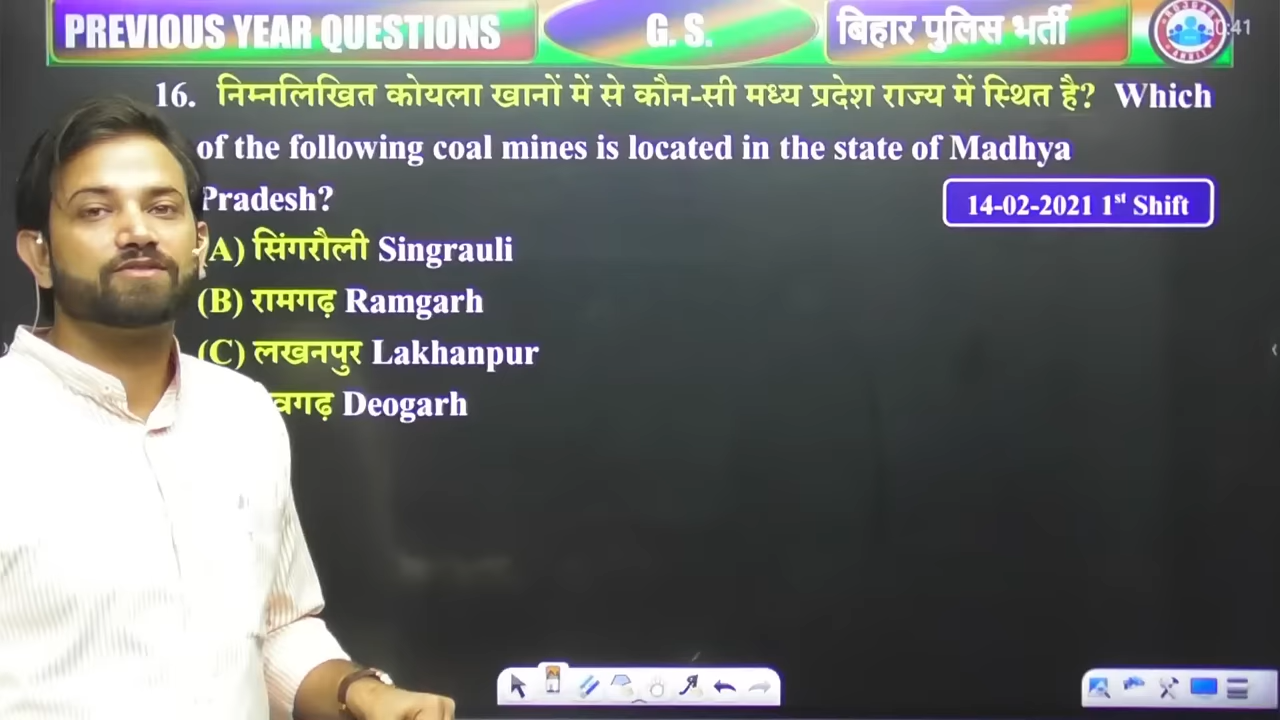 PREVIOUS YEAR QUESTIONS G. S. बिहार पुलिस भर्ती
16. निम्नलिखित कोयला खानों में से कौन-सी मध्य प्रदेश राज्य में स्थित है? Which
of the following coal mines is located in the state of Madhya
Pradesh?
14-02-2021 1st Shift
A) सिंगरौली Singrauli
(B) रामगढ़ Ramgarh
(C) लखनपुर Lakhanpur
वगढ़ Deogarh